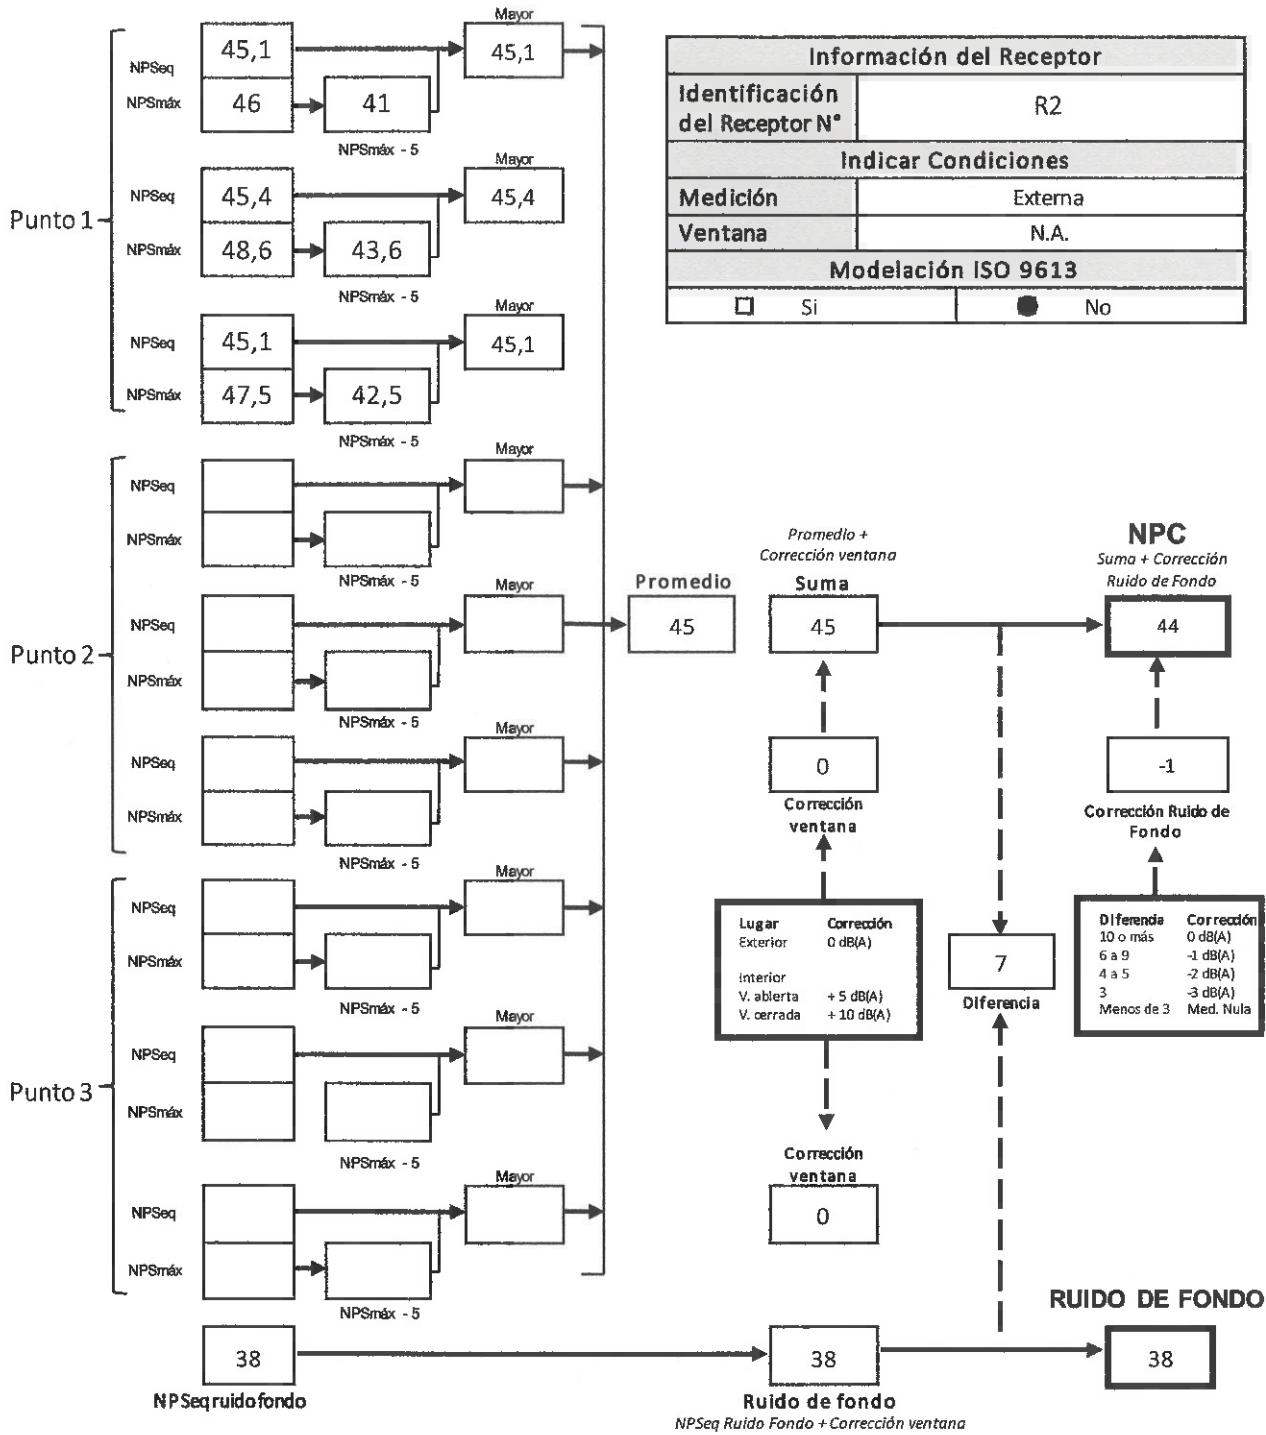 Punto 1
NPSeq
45,1
NPSmáx
46
41
NPSmáx - 5
Mayor
45,1
NPSeq
45,4
NPSmáx
48,6
43,6
NPSmáx - 5
Mayor
45,4
NPSeq
45,1
NPSmáx
47,5
42,5
NPSmáx - 5
45,1
Información del Receptor
Identificación
del Receptor N°
R2
Indicar Condiciones
Medición
Externa
Ventana
N.A.
Modelación ISO 9613
Si
No
Punto 2
NPSeq
NPSmáx
NPSmáx - 5
Mayor
NPSeq
NPSmáx
NPSmáx - 5
Mayor
NPSeq
NPSmáx
NPSmáx - 5
Mayor
Punto 3
NPSeq
NPSmáx
NPSmáx - 5
Mayor
NPSeq
NPSmáx
NPSmáx - 5
Mayor
NPSeq
NPSmáx
NPSmáx - 5
Mayor
Promedio
45
Promedio +
Corrección ventana
Suma
45
0
Corrección
ventana
Lugar Corrección
Exterior 0 dB(A)
Interior
V. abierta + 5 dB(A)
V. cerrada + 10 dB(A)
Corrección
ventana
0
NPC
Suma + Corrección
Ruido de Fondo
44
-1
Corrección Ruido de
Fondo
Diferencia Corrección
10 o más 0 dB(A)
6 a 9 -1 dB(A)
4 a 5 -2 dB(A)
3 -3 dB(A)
Menos de 3 Med. Nula
7
Diferencia
38
NPSeq ruido fondo
38
Ruido de fondo
NPSeq Ruido Fondo + Corrección ventana
RUIDO DE FONDO
38